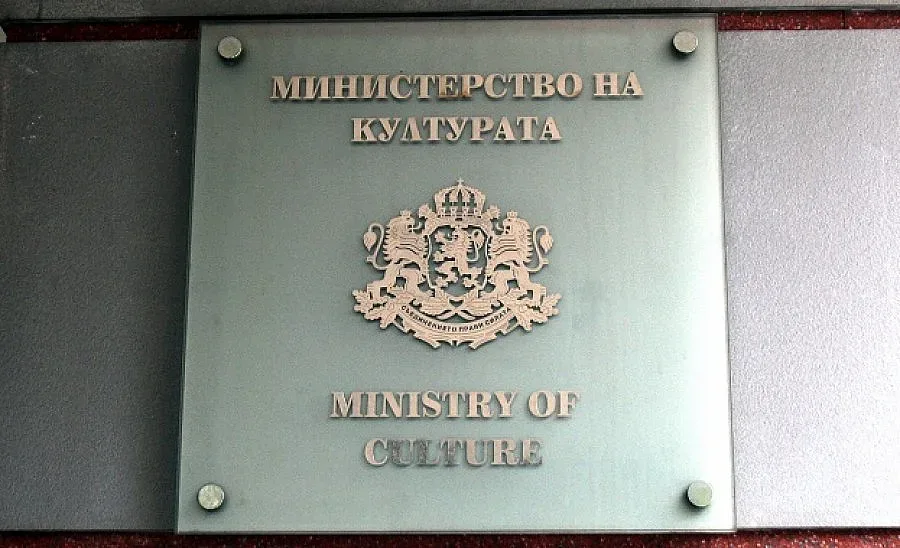 МИНИСТЕРСТВО НА
КУЛТУРАТА
СЪЕДИНЕНИЕТО ПРАВИ СИЛАТА
MINISTRY OF
CULTURE